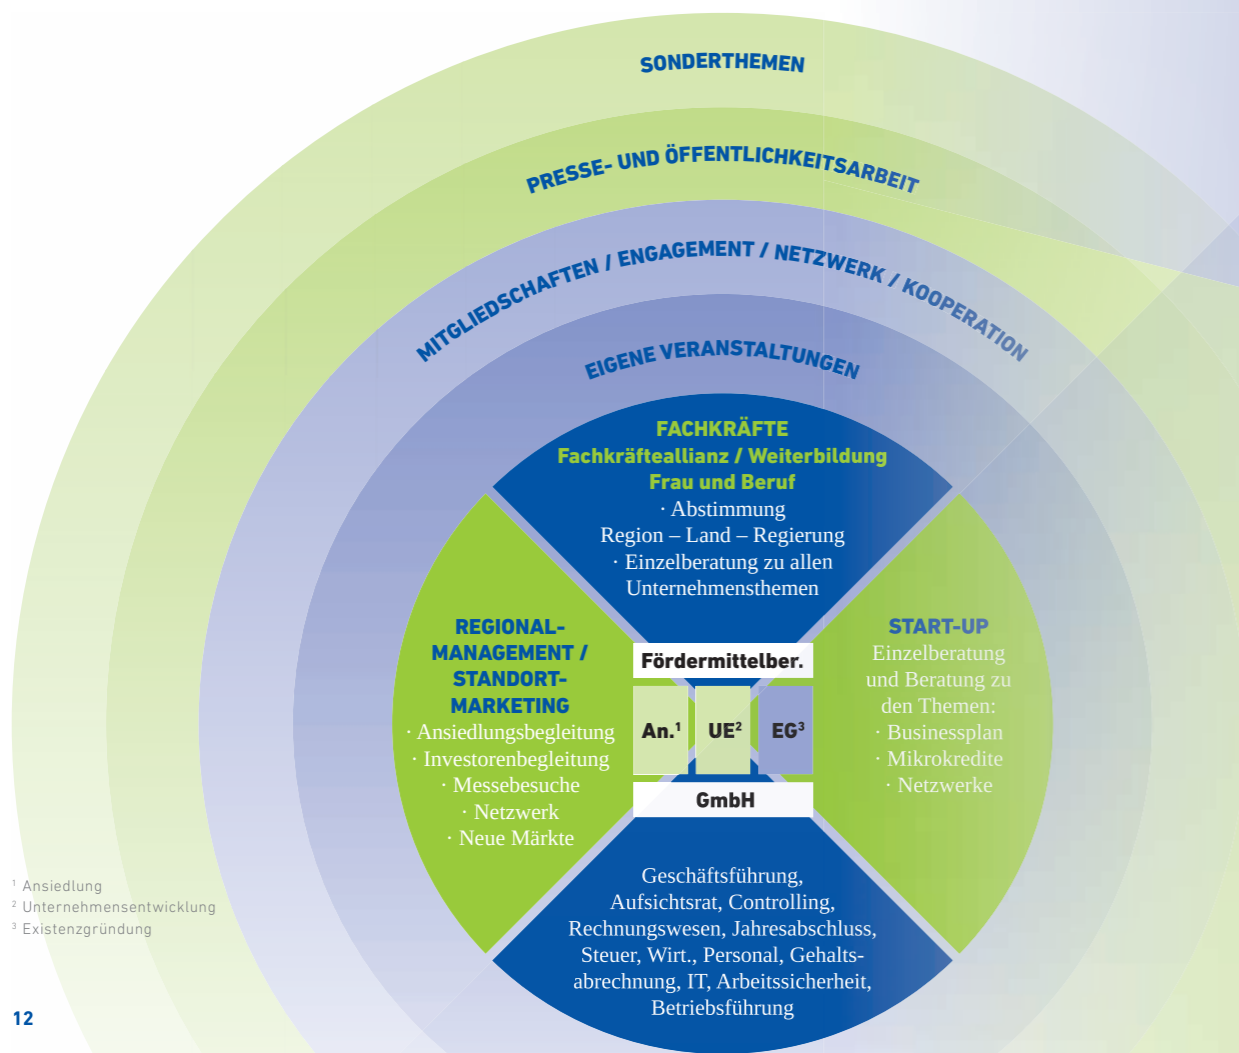 SONDERTHEMEN
PRESSE- UND ÖFFENTLICHKEITSARBEIT
MITGLIEDSCHAFTEN / ENGAGEMENT / NETZWERK / KOOPERATION
EIGENE VERANSTALTUNGEN
FACHKRÄFTE
Fachkräfteallianz / Weiterbildung
Frau und Beruf
· Abstimmung
Region – Land – Regierung
· Einzelberatung zu allen
Unternehmensthemen
REGIONAL-
MANAGEMENT /
STANDORT-
MARKETING
· Ansiedlungsbegleitung
· Investorenbegleitung
· Messebesuche
· Netzwerk
· Neue Märkte
Fördermittelber.
An.¹
UE²
EG³
GmbH
START-UP
Einzelberatung
und Beratung zu
den Themen:
· Businessplan
· Mikrokredite
· Netzwerke
Geschäftsführung,
Aufsichtsrat, Controlling,
Rechnungswesen, Jahresabschluss,
Steuer, Wirt., Personal, Gehalts-
abrechnung, IT, Arbeitssicherheit,
Betriebsführung
¹ Ansiedlung
² Unternehmensentwicklung
³ Existenzgründung
12